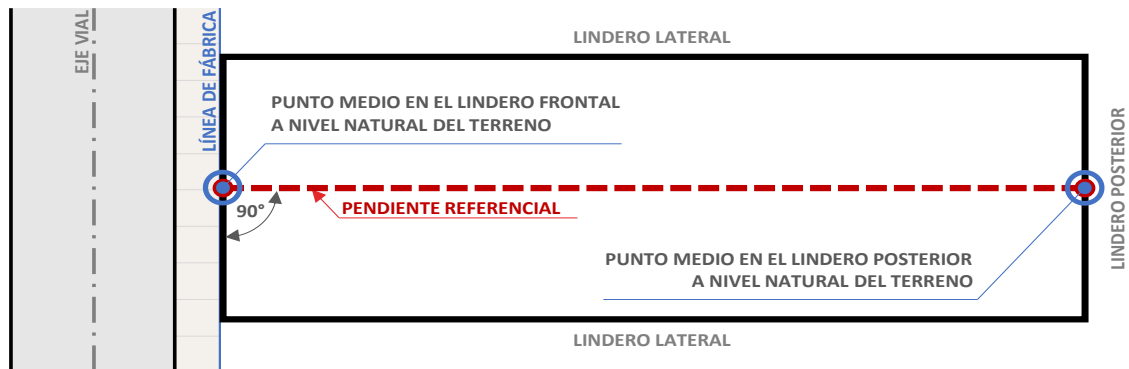 EJE VIAL
LÍNEA DE FÁBRICA
LINDERO LATERAL
PUNTO MEDIO EN EL LINDERO FRONTAL
A NIVEL NATURAL DEL TERRENO
90°
PENDIENTE REFERENCIAL
PUNTO MEDIO EN EL LINDERO POSTERIOR
A NIVEL NATURAL DEL TERRENO
LINDERO POSTERIOR
LINDERO LATERAL